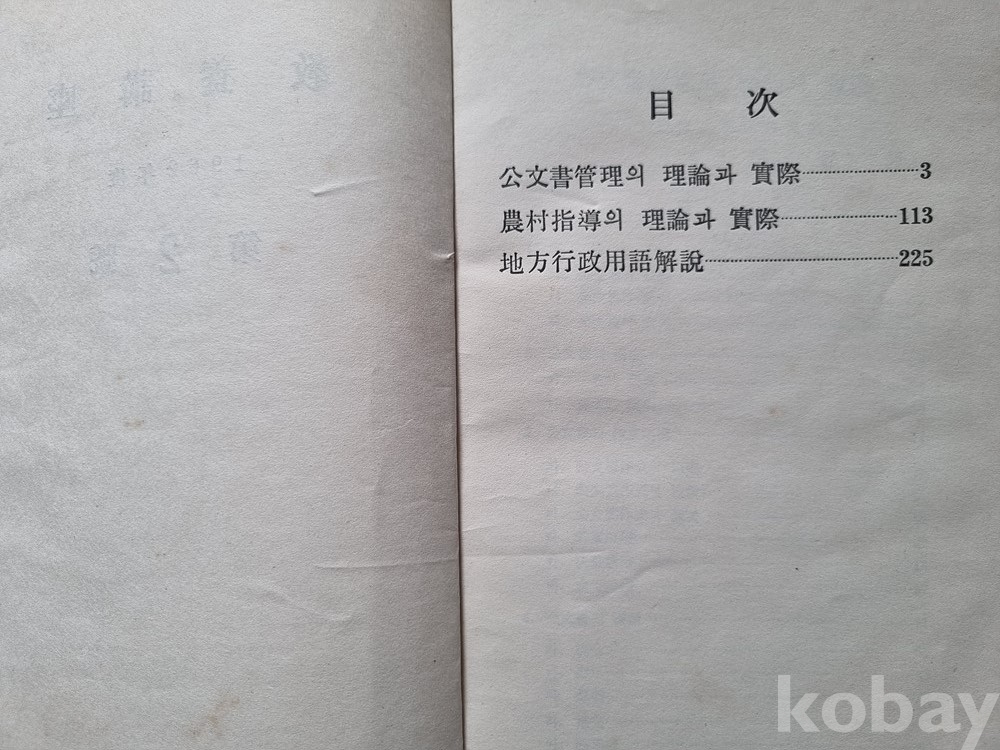 目 次
公文書管理의 理論과 實際 3
農村指導의 理論과 實際 113
地方行政用語解說 225
kobay